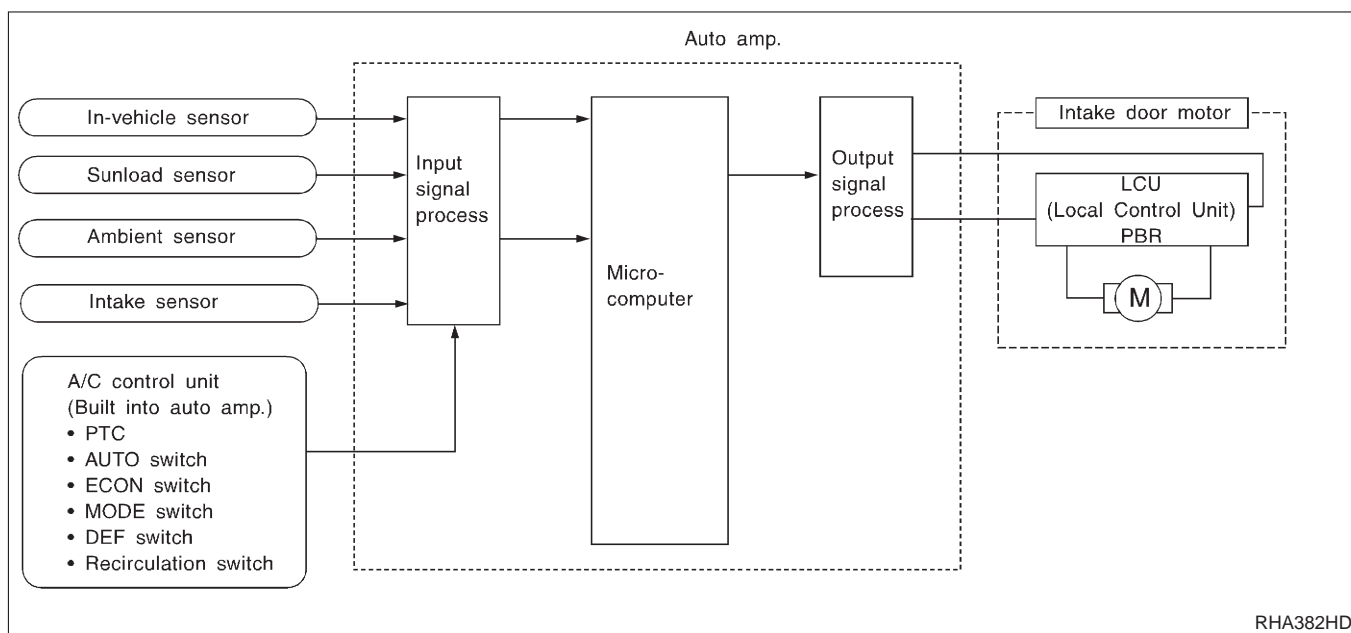 Auto amp.
In-vehicle sensor
Sunload sensor
Ambient sensor
Intake sensor
A/C control unit
(Built into auto amp.)
• PTC
• AUTO switch
• ECON switch
• MODE switch
• DEF switch
• Recirculation switch
Input
signal
process
Micro-
computer
Output
signal
process
Intake door motor
LCU
(Local Control Unit)
PBR
M
RHA382HD